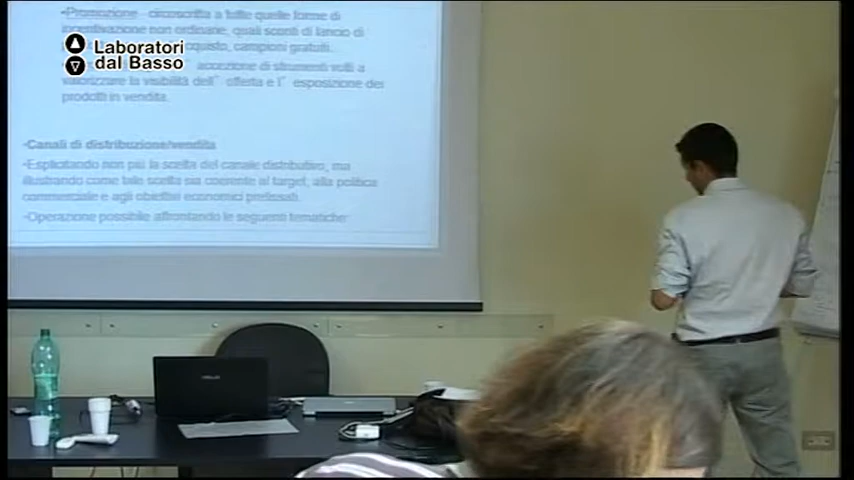 •Promozione – circoscritta a tutte quelle forme di
incentivazione non ordinarie, quali sconti di lancio di
acquisto, campioni gratuiti.
accezione di strumenti volti a
valorizzare la visibilità dell' offerta e l' esposizione dei
prodotti in vendita.
Laboratori
dal Basso
•Canali di distribuzione/vendita
•Esplicitando non più la scelta del canale distributivo, ma
illustrando come tale scelta sia coerente al target, alla politica
commerciale e agli obiettivi economici prefissati.
•Operazione possibile affrontando le seguenti tematiche